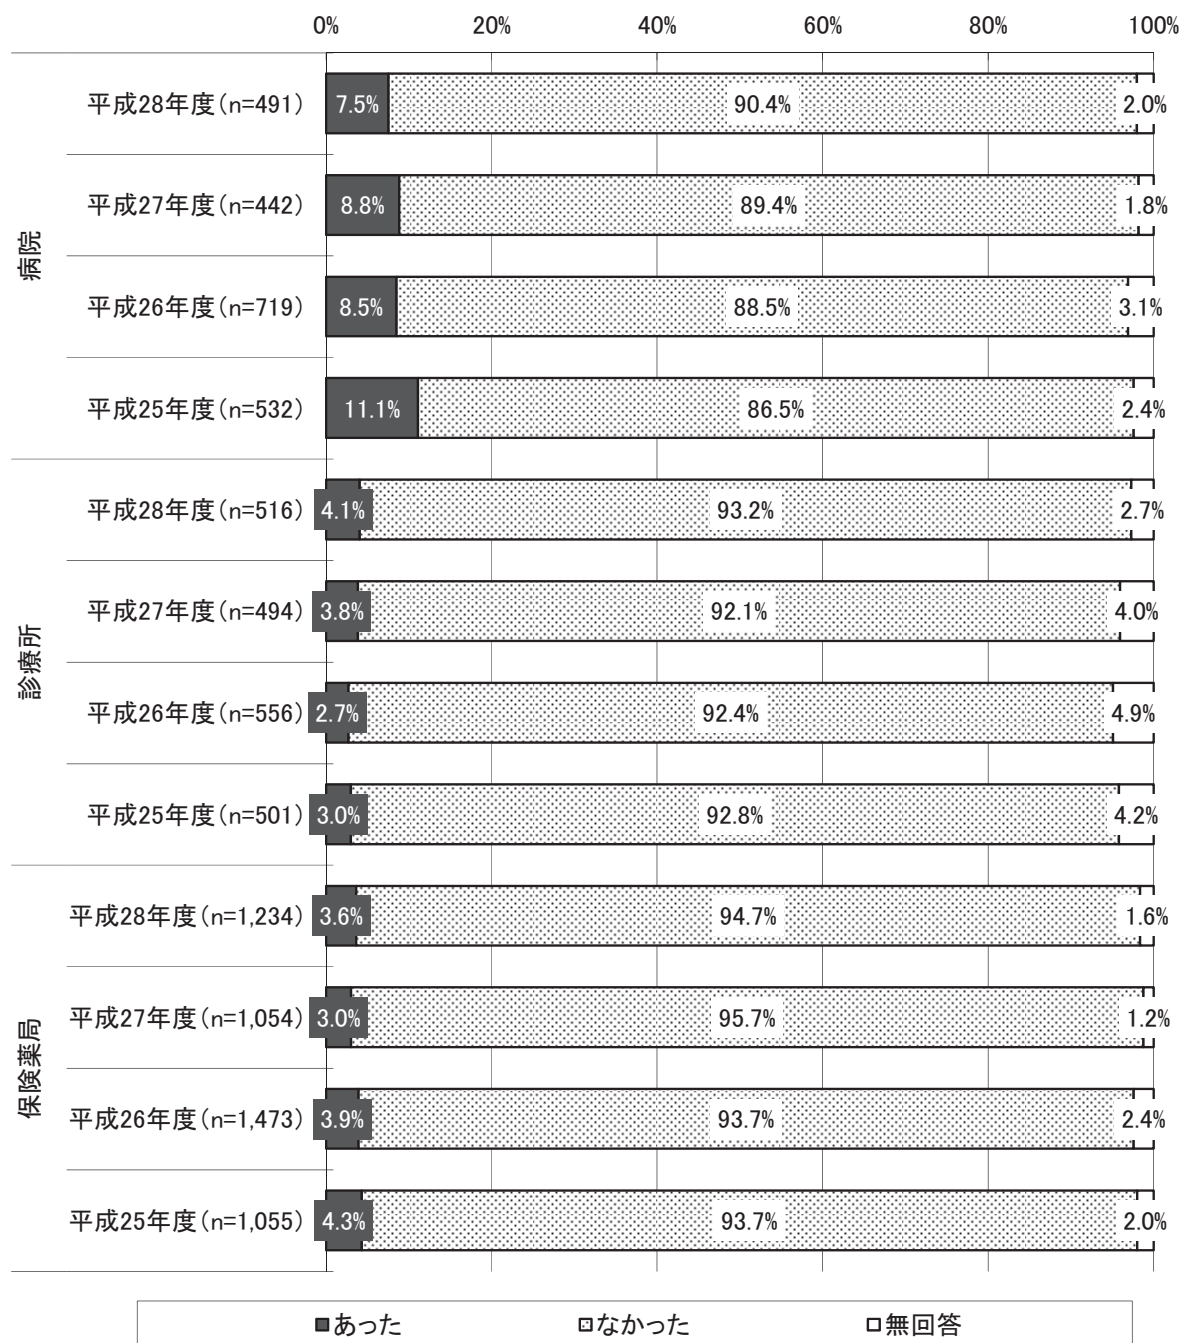 0% 20% 40% 60% 80% 100%
病院
平成28年度(n=491) 7.5% 90.4% 2.0%
平成27年度(n=442) 8.8% 89.4% 1.8%
平成26年度(n=719) 8.5% 88.5% 3.1%
平成25年度(n=532) 11.1% 86.5% 2.4%
診療所
平成28年度(n=516) 4.1% 93.2% 2.7%
平成27年度(n=494) 3.8% 92.1% 4.0%
平成26年度(n=556) 2.7% 92.4% 4.9%
平成25年度(n=501) 3.0% 92.8% 4.2%
保険薬局
平成28年度(n=1,234) 3.6% 94.7% 1.6%
平成27年度(n=1,054) 3.0% 95.7% 1.2%
平成26年度(n=1,473) 3.9% 93.7% 2.4%
平成25年度(n=1,055) 4.3% 93.7% 2.0%
あった なかった 無回答